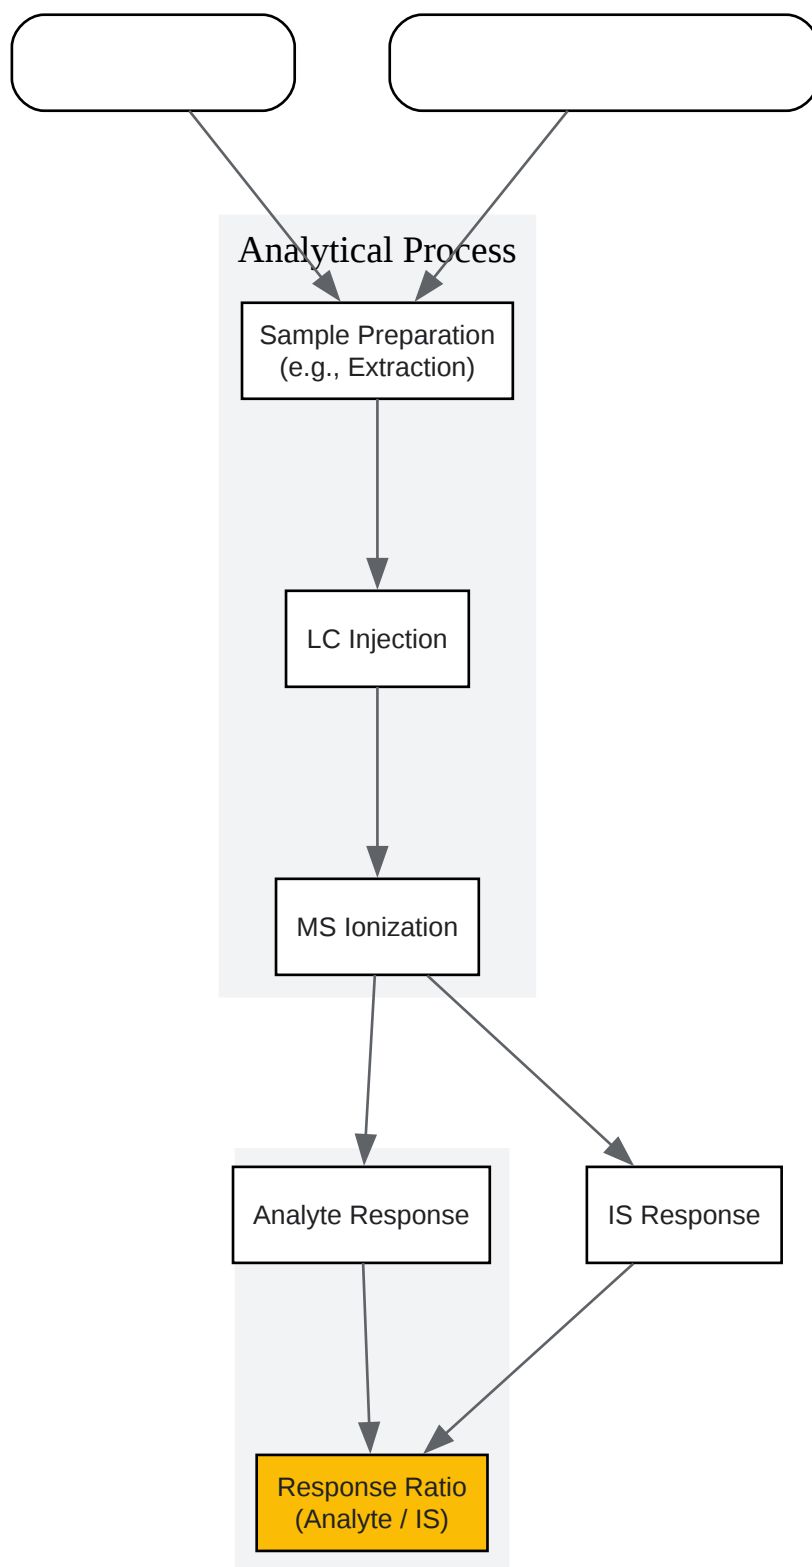 Analytical Process
Sample Preparation
(e.g., Extraction)
LC Injection
MS Ionization
Analyte Response
IS Response
Response Ratio
(Analyte / IS)